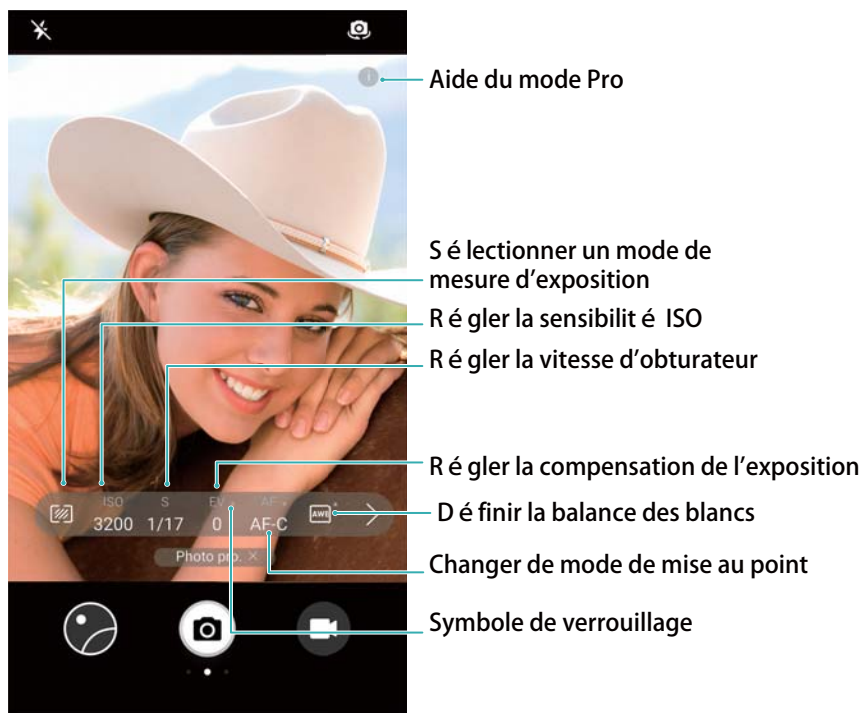 Aide du mode Pro
S é lectionner un mode de
mesure d'exposition
R é gler la sensibilit é ISO
R é gler la vitesse d'obturateur
R é gler la compensation de l'exposition
D é finir la balance des blancs
Changer de mode de mise au point
Symbole de verrouillage
ISO S EV AF
3200 1/17 0 AF-C AWB
Photo pro. ×